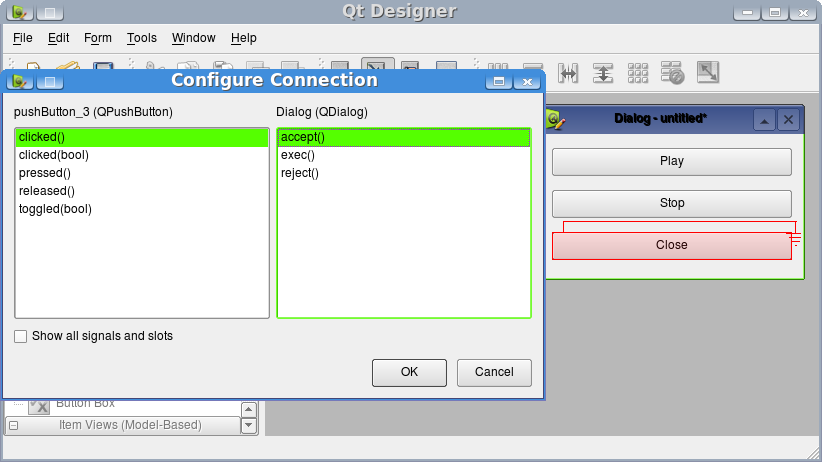 Qt Designer
File Edit Form Tools Window Help
Configure Connection
pushButton_3 (QPushButton)
Dialog (QDialog)
clicked()
clicked(bool)
pressed()
released()
toggled(bool)
accept()
exec()
reject()
Show all signals and slots
OK
Cancel
Dialog - untitled*
Play
Stop
Close
Button Box
Item Views (Model-Based)